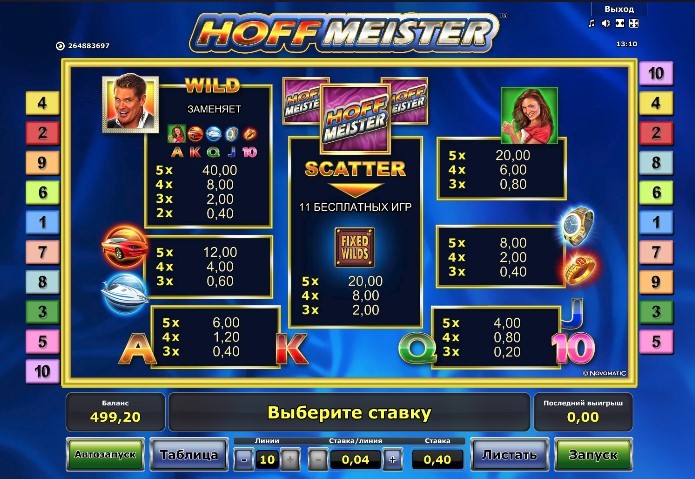 HOFFMEISTER
Выход
264883697
13:10
WILD
ЗАМЕНЯЕТ
A K Q J 10
5x 40,00
4x 8,00
3x 2,00
2x 0,40
HOFF MEISTER
HOFF MEISTER
HOFF MEISTER
SCATTER
11 БЕСПЛАТНЫХ ИГР
FIXED
WILDS
5x 20,00
4x 8,00
3x 2,00
5x 20,00
4x 6,00
3x 0,80
5x 12,00
4x 4,00
3x 0,60
5x 8,00
4x 2,00
3x 0,40
A K
5x 6,00
4x 1,20
3x 0,40
Q J 10
5x 4,00
4x 0,80
3x 0,20
© NOVOMATIC
4
2
9
6
1
7
8
3
5
10
10
4
2
8
6
1
7
9
3
5
Баланс
499,20
Выберите ставку
Последний выигрыш
0,00
Автозапуск
Таблица
Линии
- 10 +
Ставка/линия
- 0,04 +
Ставка
0,40
Листать
Запуск